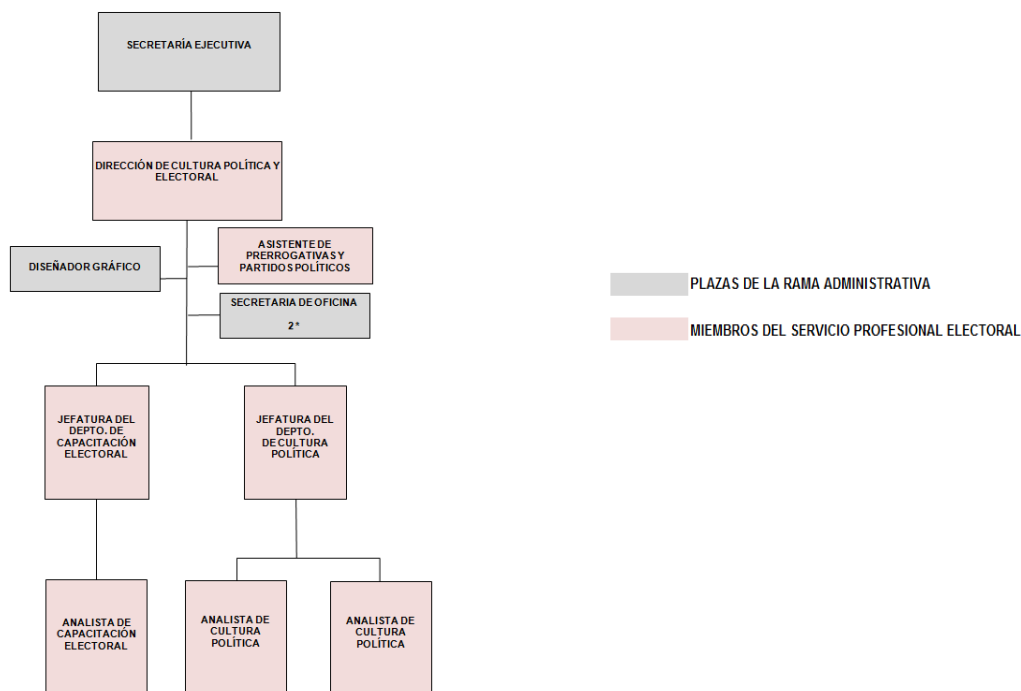 SECRETARÍA EJECUTIVA
DIRECCIÓN DE CULTURA POLÍTICA Y
ELECTORAL
ASISTENTE DE
PRERROGATIVAS Y
PARTIDOS POLÍTICOS
DISEÑADOR GRÁFICO
SECRETARIA DE OFICINA
2*
PLAZAS DE LA RAMA ADMINISTRATIVA
MIEMBROS DEL SERVICIO PROFESIONAL ELECTORAL
JEFATURA DEL
DEPTO. DE
CAPACITACIÓN
ELECTORAL
JEFATURA DEL
DEPTO.
DE CULTURA
POLÍTICA
ANALISTA DE
CAPACITACIÓN
ELECTORAL
ANALISTA DE
CULTURA
POLÍTICA
ANALISTA DE
CULTURA
POLÍTICA